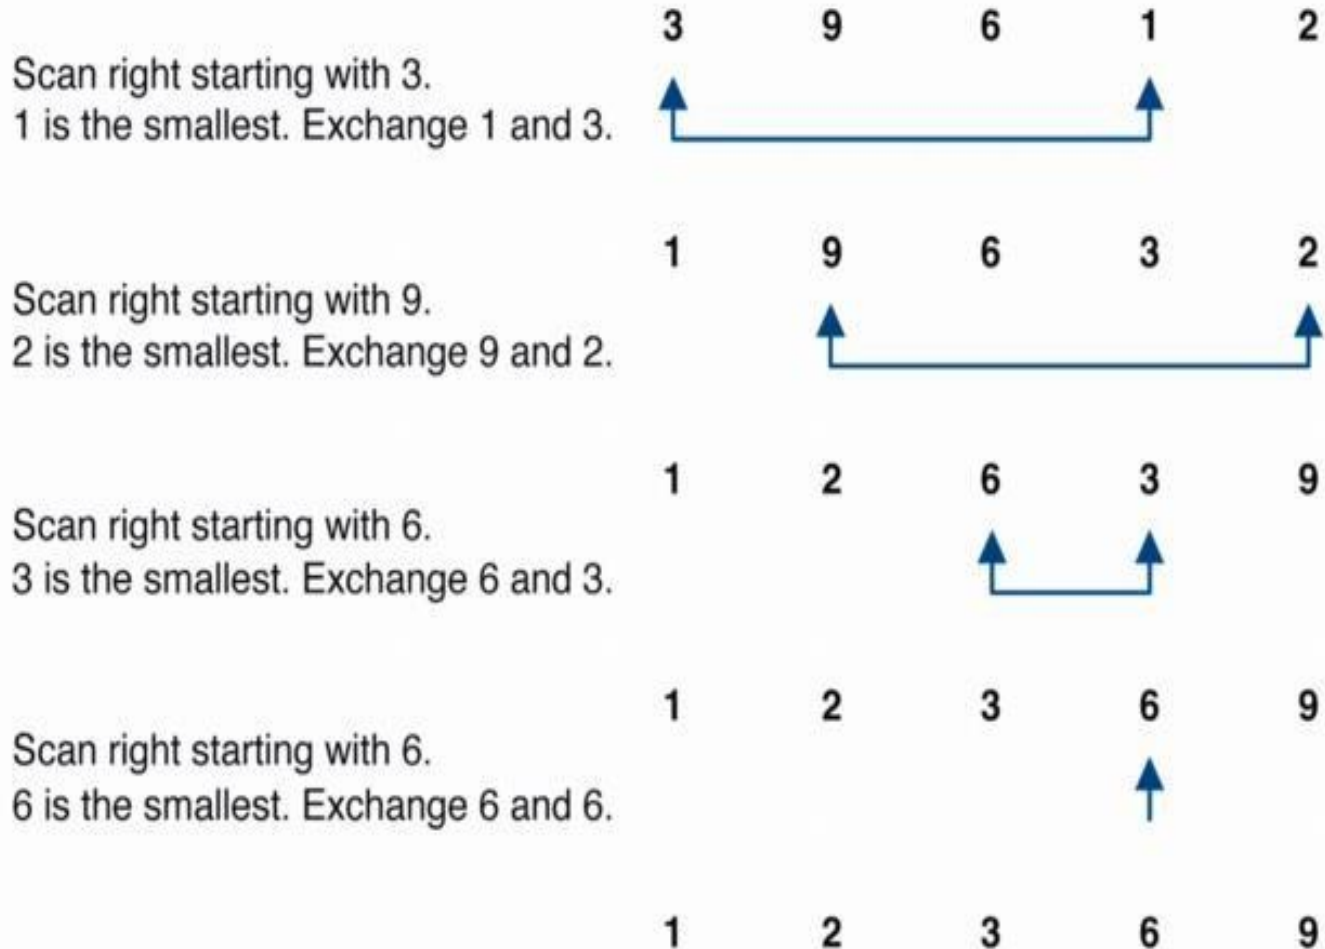 3 9 6 1 2
Scan right starting with 3.
1 is the smallest. Exchange 1 and 3.
1 9 6 3 2
Scan right starting with 9.
2 is the smallest. Exchange 9 and 2.
1 2 6 3 9
Scan right starting with 6.
3 is the smallest. Exchange 6 and 3.
1 2 3 6 9
Scan right starting with 6.
6 is the smallest. Exchange 6 and 6.
1 2 3 6 9